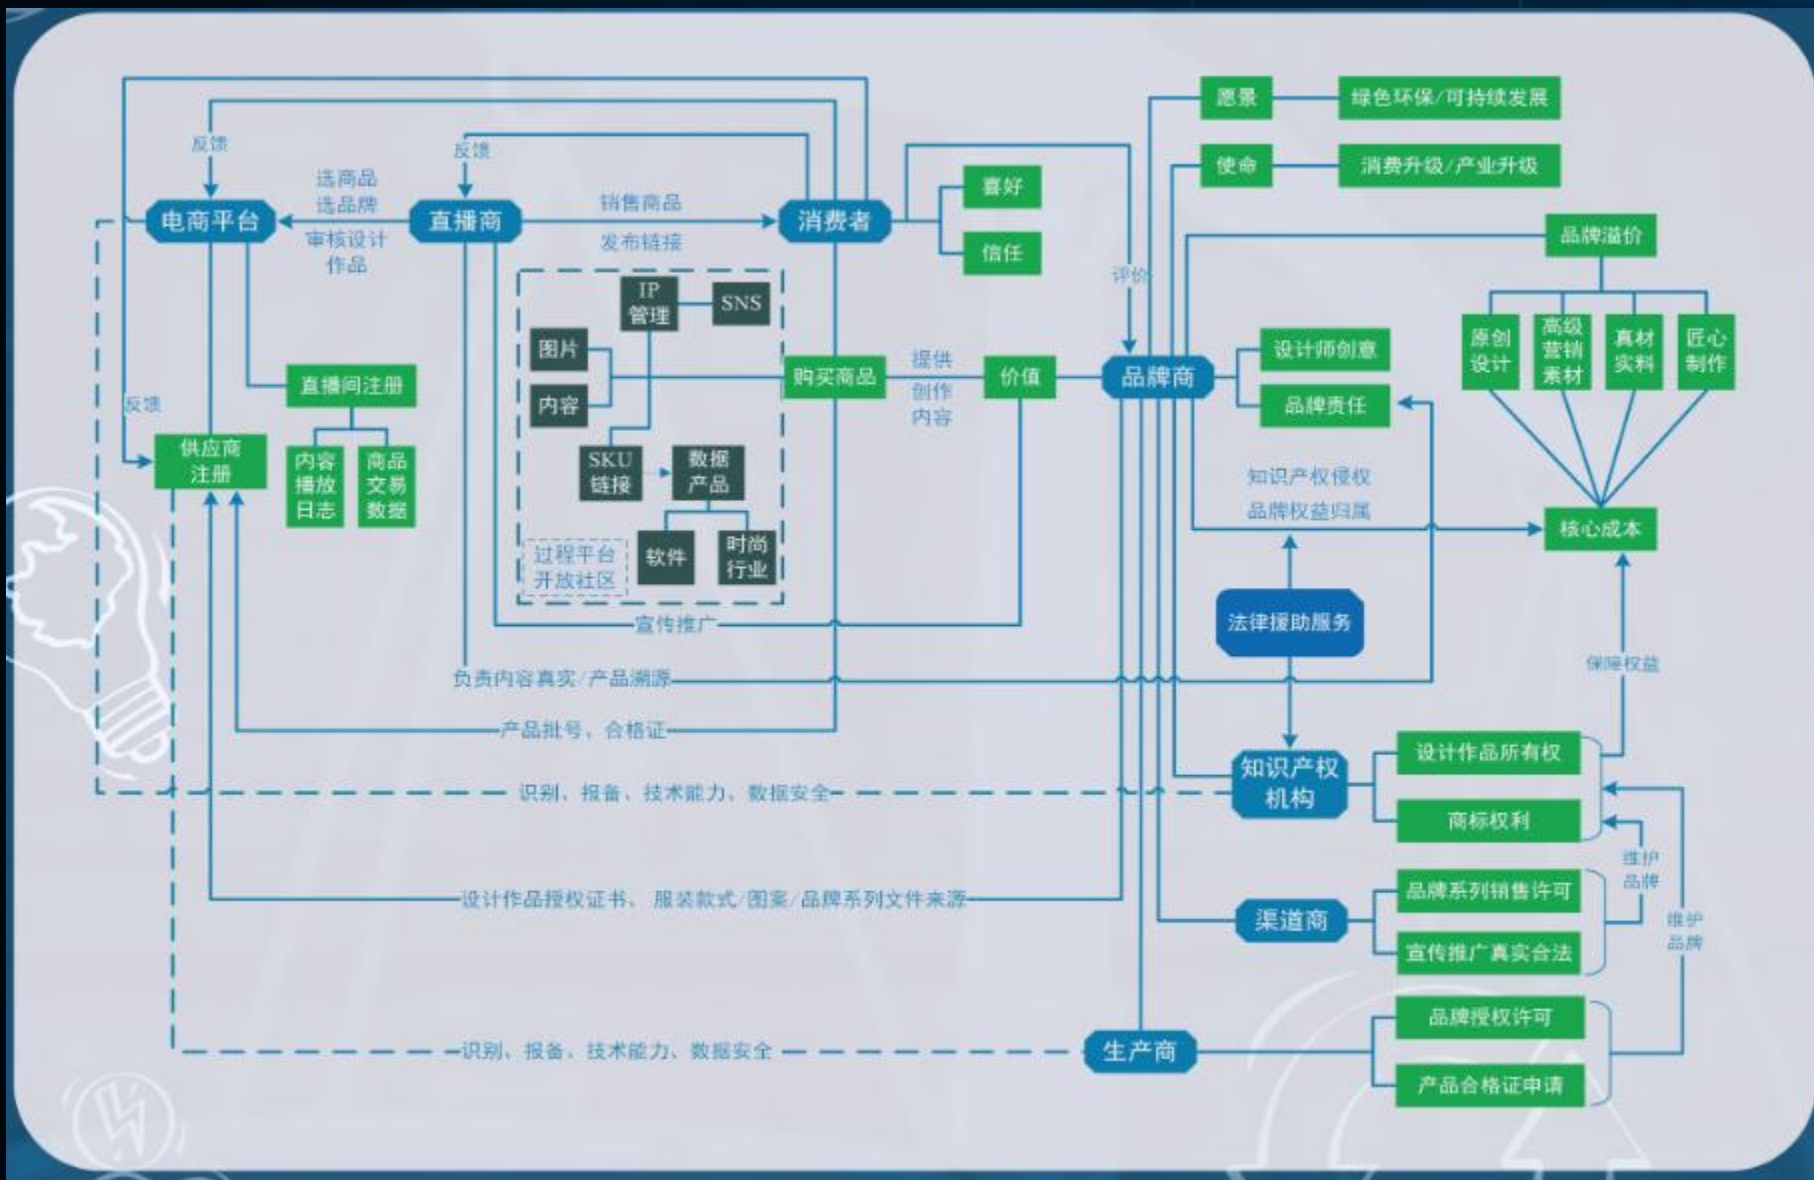 愿景
绿色环保/可持续发展
使命
消费升级/产业升级
反馈
反馈
选商品
选品牌
审核设计
作品
电商平台
直播商
销售商品
发布链接
消费者
喜好
信任
评价
品牌溢价
原创
设计
高级
营销
素材
真材
实料
匠心
制作
IP
管理
SNS
图片
内容
购买商品
提供
创作
内容
价值
品牌商
设计师创意
品牌责任
直播间注册
反馈
供应商
注册
内容
播放
日志
商品
交易
数据
SKU
链接
数据
产品
软件
时尚
行业
过程平台
开放社区
知识产权侵权
品牌权益归属
核心成本
法律援助服务
宣传推广
负责内容真实/产品溯源
保障权益
产品批号、合格证
知识产权
机构
设计作品所有权
商标权利
识别、报备、技术能力、数据安全
维护
品牌
设计作品授权证书、服装款式/图案/品牌系列文件来源
渠道商
品牌系列销售许可
宣传推广真实合法
维护
品牌
识别、报备、技术能力、数据安全
生产商
品牌授权许可
产品合格证申请